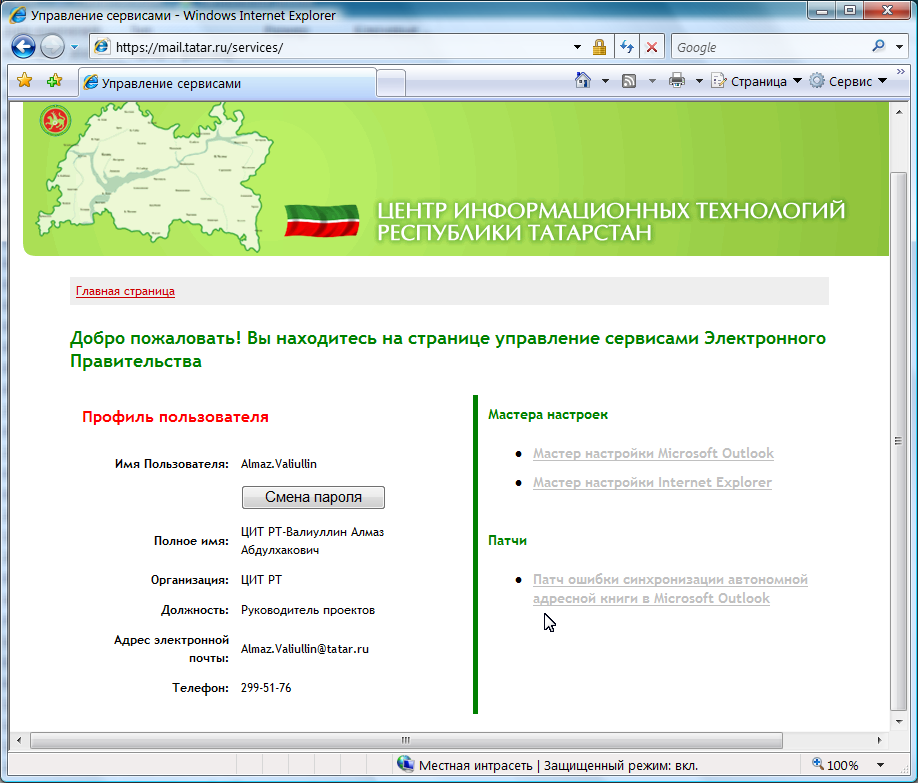 Управление сервисами - Windows Internet Explorer
https://mail.tatar.ru/services/
Google
Управление сервисами
Страница
Сервис
ЦЕНТР ИНФОРМАЦИОННЫХ ТЕХНОЛОГИЙ
РЕСПУБЛИКИ ТАТАРСТАН
Главная страница
Добро пожаловать! Вы находитесь на странице управление сервисами Электронного
Правительства
Профиль пользователя
Имя Пользователя: Almaz.Valiullin
Смена пароля
Полное имя: ЦИТ РТ-Валиуллин Алмаз
Абдулхакович
Организация: ЦИТ РТ
Должность: Руководитель проектов
Адрес электронной
почты: Almaz.Valiullin@tatar.ru
Телефон: 299-51-76
Мастера настроек
Мастер настройки Microsoft Outlook
Мастер настройки Internet Explorer
Патчи
Патч ошибки синхронизации автономной
адресной книги в Microsoft Outlook
Местная интрасеть | Защищенный режим: вкл.
100%